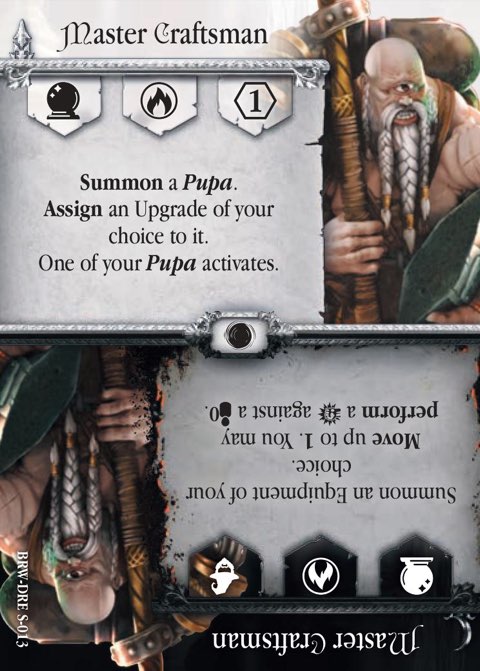 Master Craftsman
1
Summon a Pupa.
Assign an Upgrade of your
choice to it.
One of your Pupa activates.
Master Craftsman
Summon an Equipment of your
choice.
Move up to 1. You may
perform a against a 0.
BRW-DRE S-013